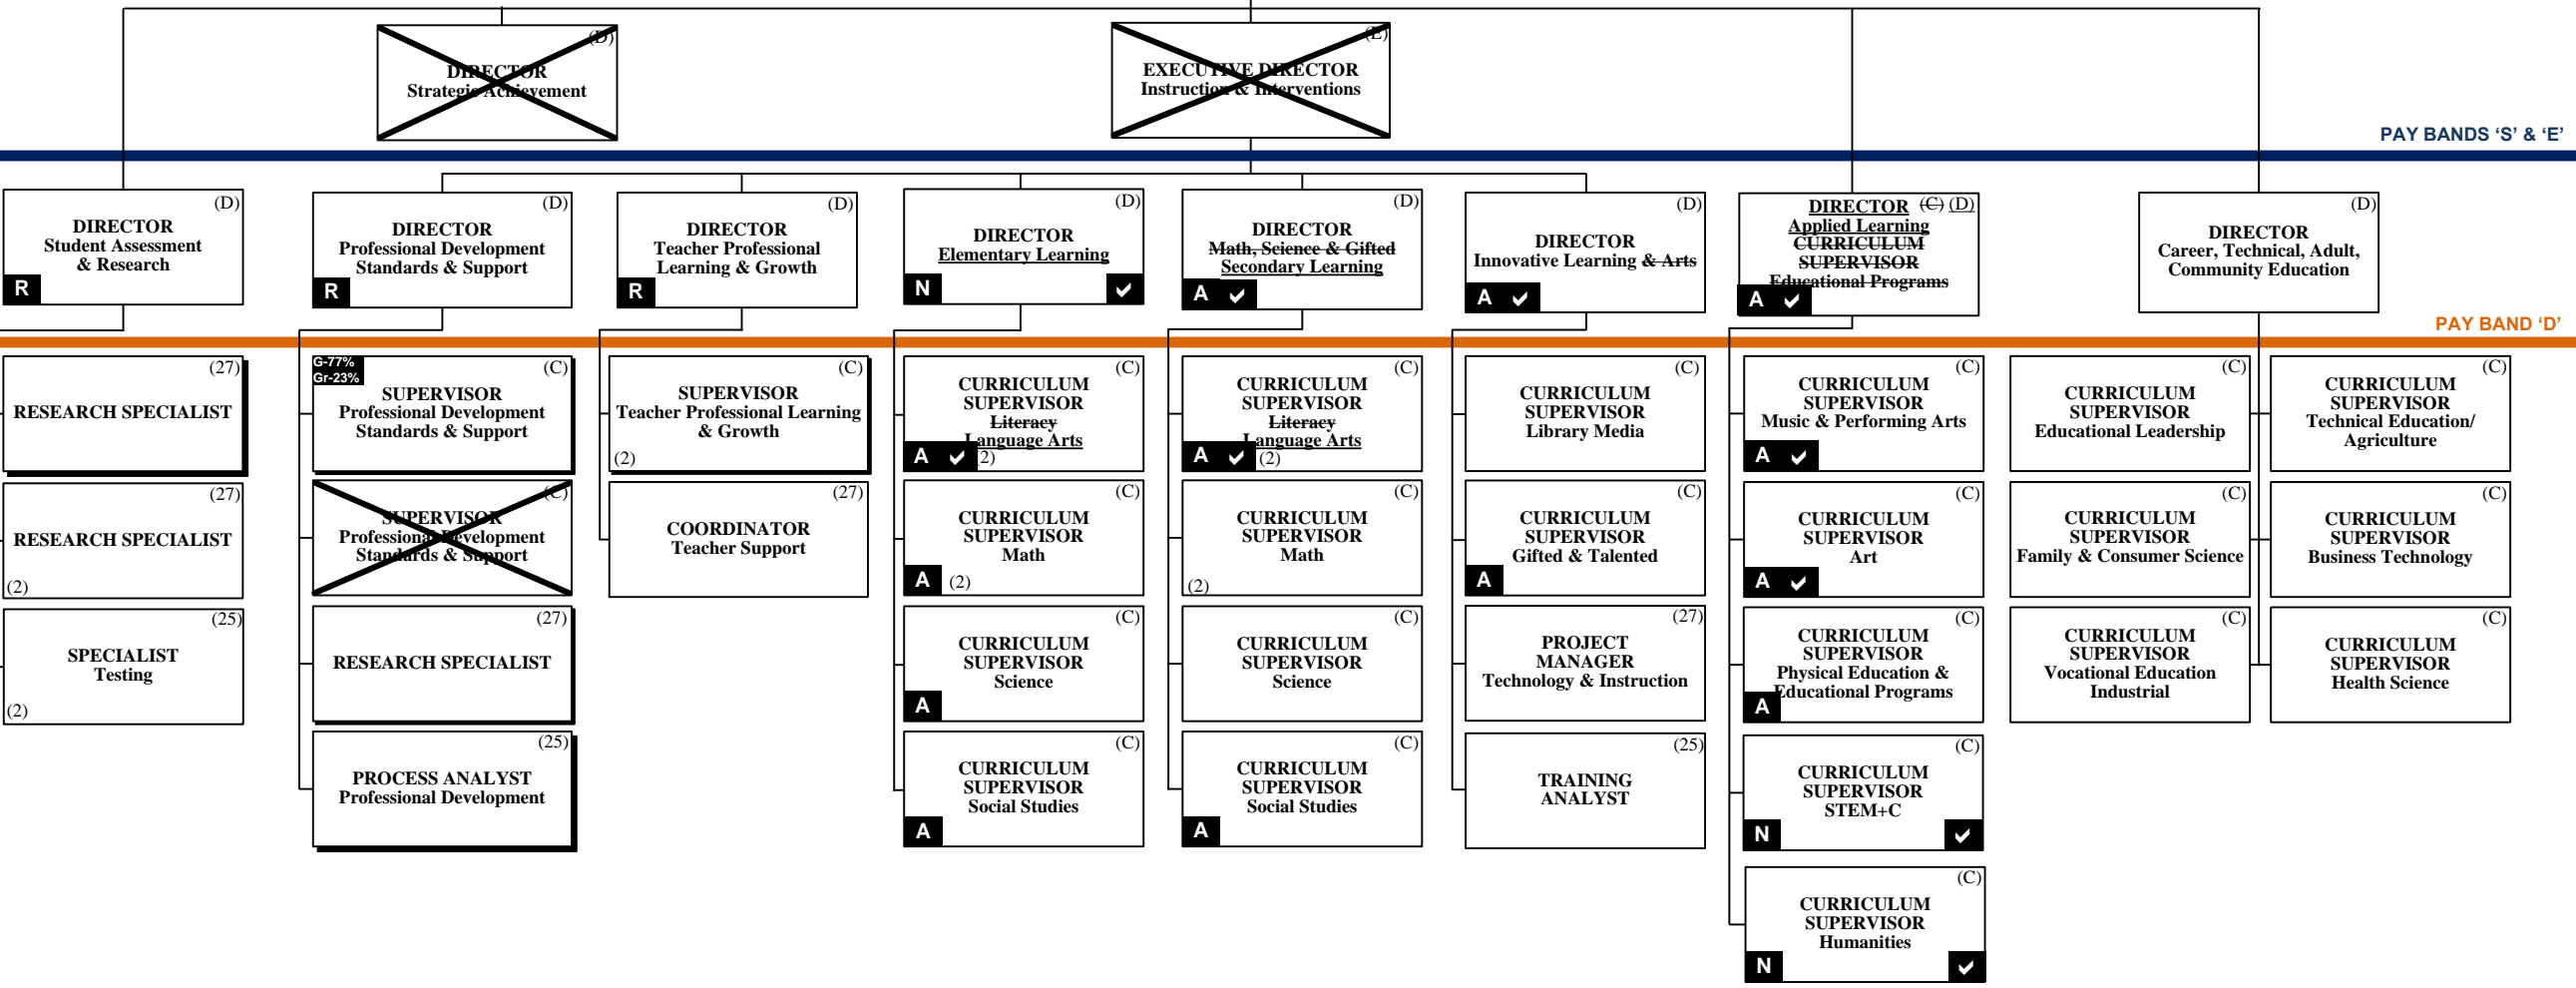 (D)
DIRECTOR
Strategic Achievement
(E)
EXECUTIVE DIRECTOR
Instruction & Interventions
PAY BANDS ‘S’ & ‘E’
(D)
DIRECTOR
Student Assessment
& Research
R
(D)
DIRECTOR
Professional Development
Standards & Support
R
(D)
DIRECTOR
Teacher Professional
Learning & Growth
R
(D)
DIRECTOR
Elementary Learning
N ✔
(D)
DIRECTOR
Math, Science & Gifted
Secondary Learning
A ✔
(D)
DIRECTOR
Innovative Learning & Arts
A ✔
DIRECTOR (C) (D)
Applied Learning
CURRICULUM
SUPERVISOR
Educational Programs
A ✔
(D)
DIRECTOR
Career, Technical, Adult,
Community Education
PAY BAND ‘D’
(27)
RESEARCH SPECIALIST
(27)
RESEARCH SPECIALIST
(2)
(25)
SPECIALIST
Testing
(2)
G-77%
Gr-23%
(C)
SUPERVISOR
Professional Development
Standards & Support
(C)
SUPERVISOR
Professional Development
Standards & Support
(27)
RESEARCH SPECIALIST
(25)
PROCESS ANALYST
Professional Development
(C)
SUPERVISOR
Teacher Professional Learning
& Growth
(2)
(27)
COORDINATOR
Teacher Support
(C)
CURRICULUM
SUPERVISOR
Literacy
Language Arts
A ✔ (2)
(C)
CURRICULUM
SUPERVISOR
Math
A (2)
(C)
CURRICULUM
SUPERVISOR
Science
A
(C)
CURRICULUM
SUPERVISOR
Social Studies
A
(C)
CURRICULUM
SUPERVISOR
Literacy
Language Arts
A ✔ (2)
(C)
CURRICULUM
SUPERVISOR
Math
(2)
(C)
CURRICULUM
SUPERVISOR
Science
(C)
CURRICULUM
SUPERVISOR
Social Studies
A
(C)
CURRICULUM
SUPERVISOR
Library Media
(C)
CURRICULUM
SUPERVISOR
Gifted & Talented
A
(27)
PROJECT
MANAGER
Technology & Instruction
(25)
TRAINING
ANALYST
(C)
CURRICULUM
SUPERVISOR
Music & Performing Arts
A ✔
(C)
CURRICULUM
SUPERVISOR
Art
A ✔
(C)
CURRICULUM
SUPERVISOR
Physical Education &
Educational Programs
A
(C)
CURRICULUM
SUPERVISOR
STEM+C
N ✔
(C)
CURRICULUM
SUPERVISOR
Humanities
N ✔
(C)
CURRICULUM
SUPERVISOR
Educational Leadership
(C)
CURRICULUM
SUPERVISOR
Family & Consumer Science
(C)
CURRICULUM
SUPERVISOR
Vocational Education
Industrial
(C)
CURRICULUM
SUPERVISOR
Technical Education/
Agriculture
(C)
CURRICULUM
SUPERVISOR
Business Technology
(C)
CURRICULUM
SUPERVISOR
Health Science